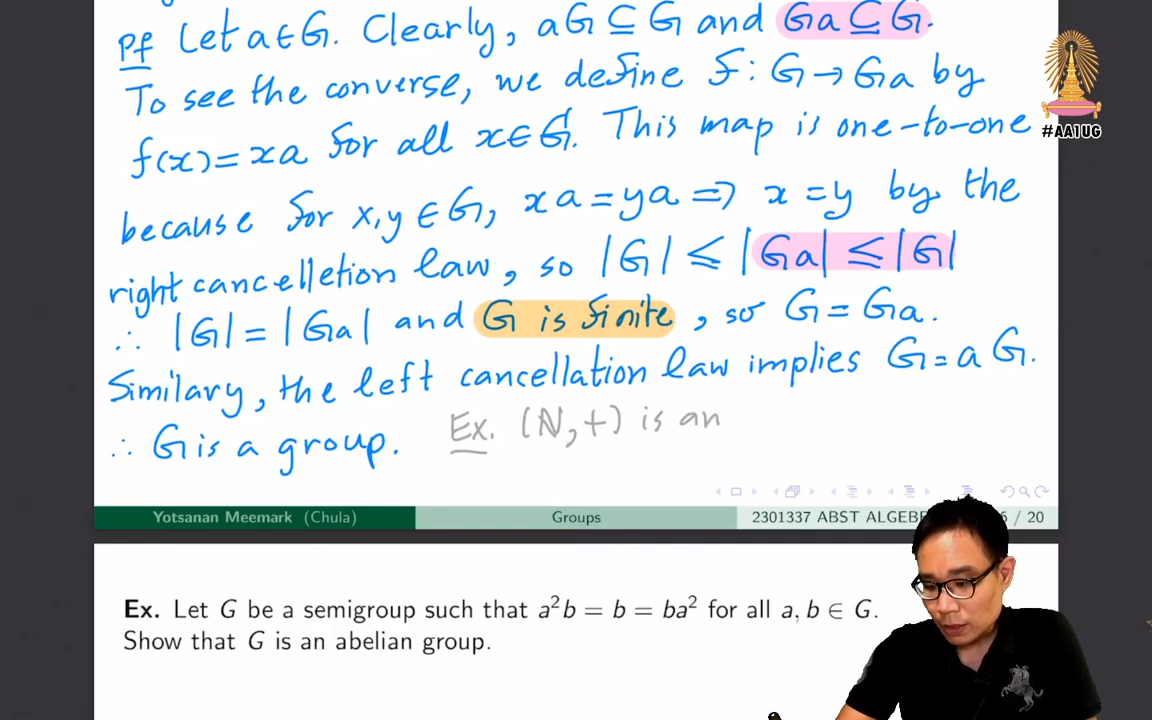 Pf Let a ∈ G. Clearly, aG ⊆ G and Ga ⊆ G.
To see the converse, we define f : G → Ga by
f(x) = xa for all x ∈ G. This map is one-to-one
because for x, y ∈ G, xa = ya ⇒ x = y by the
right cancelletion law, so |G| ≤ |Ga| ≤ |G|
∴ |G| = |Ga| and G is finite, so G = Ga.
Similary, the left cancellation law implies G = aG.
∴ G is a group. Ex. (N, +) is an
#AA1UG
Yotsanan Meemark (Chula) Groups 2301337 ABST ALGEB / 20
Ex. Let G be a semigroup such that a²b = b = ba² for all a, b ∈ G.
Show that G is an abelian group.